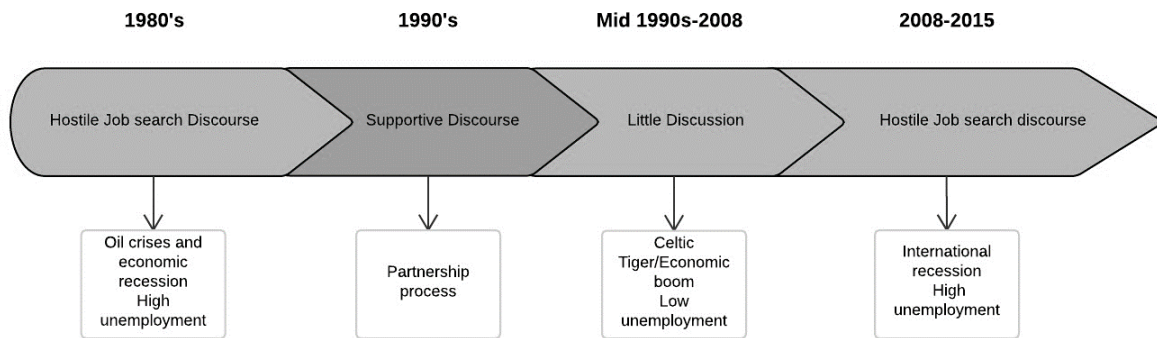 1980's
1990's
Mid 1990s-2008
2008-2015
Hostile Job search Discourse
Supportive Discourse
Little Discussion
Hostile Job search discourse
Oil crises and
economic
recession
High
unemployment
Partnership
process
Celtic
Tiger/Economic
boom
Low
unemployment
International
recession
High
unemployment